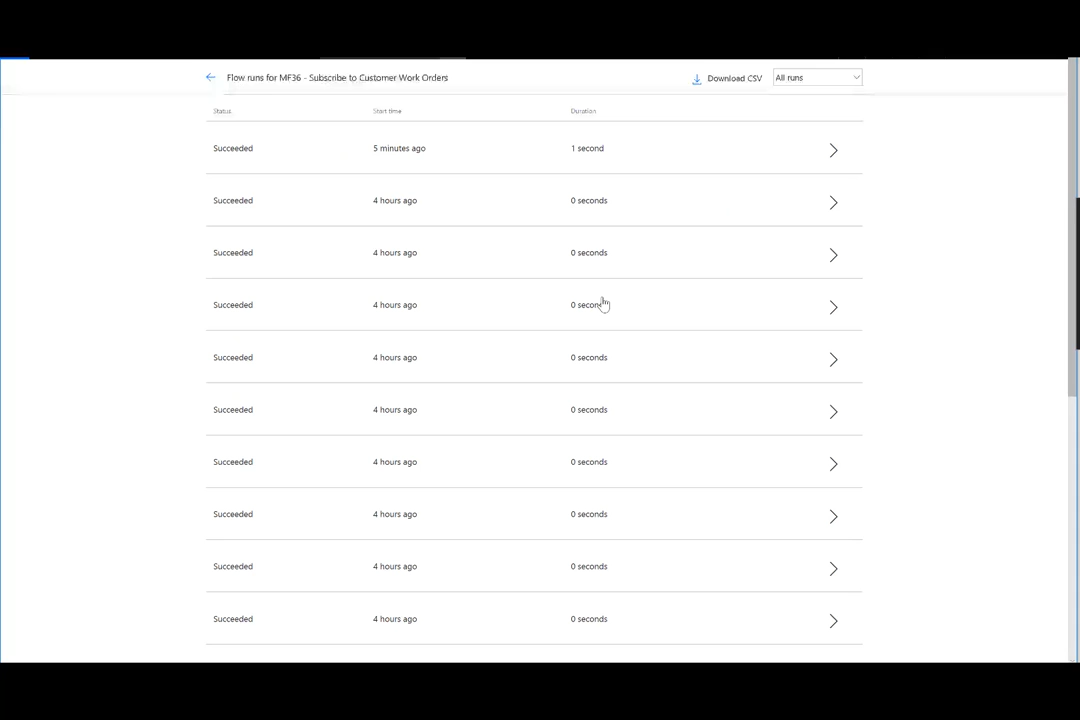 Flow runs for MF36 - Subscribe to Customer Work Orders Download CSV All runs
Status Start time Duration
Succeeded 5 minutes ago 1 second
Succeeded 4 hours ago 0 seconds
Succeeded 4 hours ago 0 seconds
Succeeded 4 hours ago 0
Succeeded 4 hours ago 0 seconds
Succeeded 4 hours ago 0 seconds
Succeeded 4 hours ago 0 seconds
Succeeded 4 hours ago 0 seconds
Succeeded 4 hours ago 0 seconds
Succeeded 4 hours ago 0 seconds